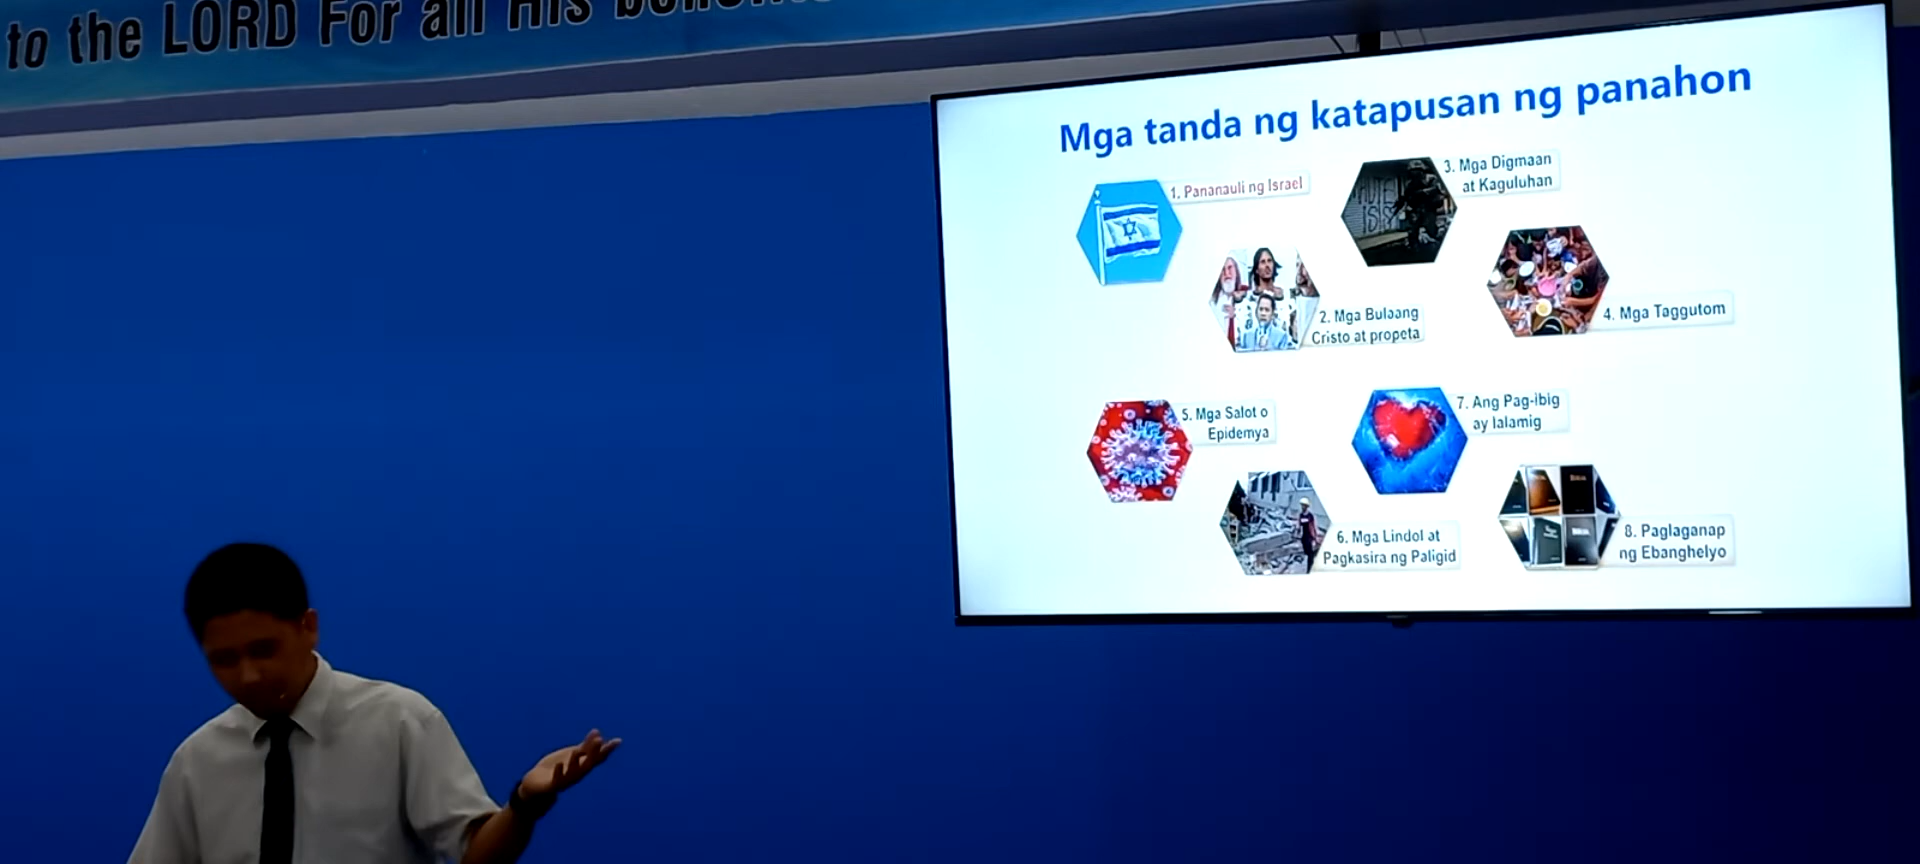 to the LORD For all His
Mga tanda ng katapusan ng panahon
1. Pananauli ng Israel
2. Mga Bulaang
Cristo at propeta
3. Mga Digmaan
at Kaguluhan
4. Mga Taggutom
5. Mga Salot o
Epidemya
6. Mga Lindol at
Pagkasira ng Paligid
7. Ang Pag-ibig
ay lalamig
8. Paglaganap
ng Ebanghelyo